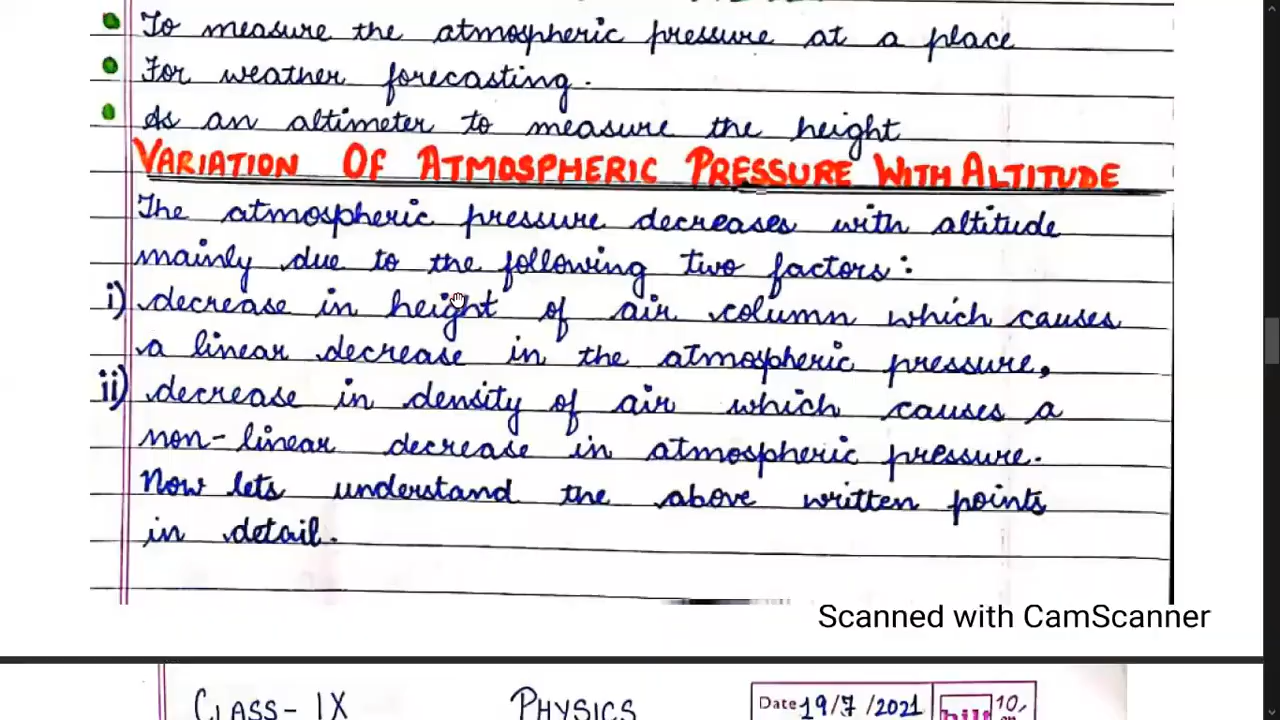 To measure the atmospheric pressure at a place
For weather forecasting.
As an altimeter to measure the height
VARIATION OF ATMOSPHERIC PRESSURE WITH ALTITUDE
The atmospheric pressure decreases with altitude
mainly due to the following two factors:
i) decrease in height of air column which causes
a linear decrease in the atmospheric pressure,
ii) decrease in density of air which causes a
non-linear decrease in atmospheric pressure.
Now lets understand the above written points
in detail.
Scanned with CamScanner
CLASS-IX PHYSICS Date 19/7/2021